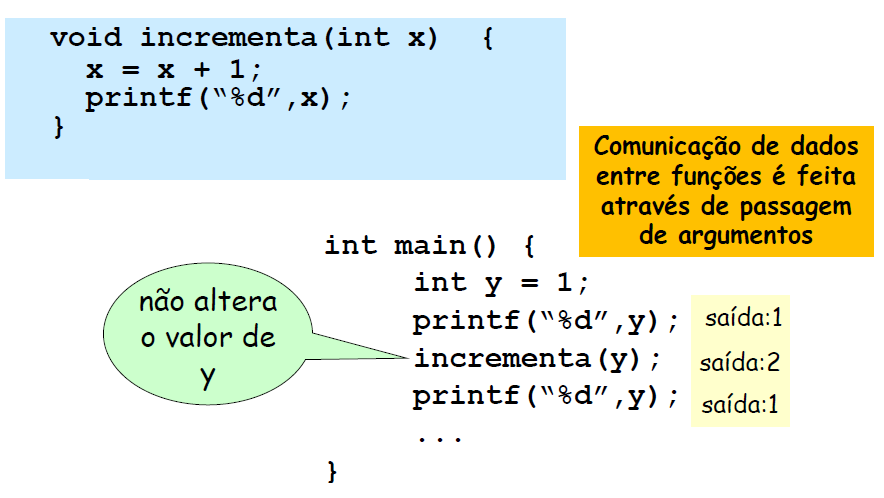 void incrementa(int x)  {
x = x + 1;
printf(“%d”,x);
}
Comunicação de dados
entre funções é feita
através de passagem
de argumentos
int main() {
int y = 1;
printf(“%d”,y);
saída:1
não altera
o valor de
y
incrementa(y);
saída:2
printf(“%d”,y);
saída:1
...
}